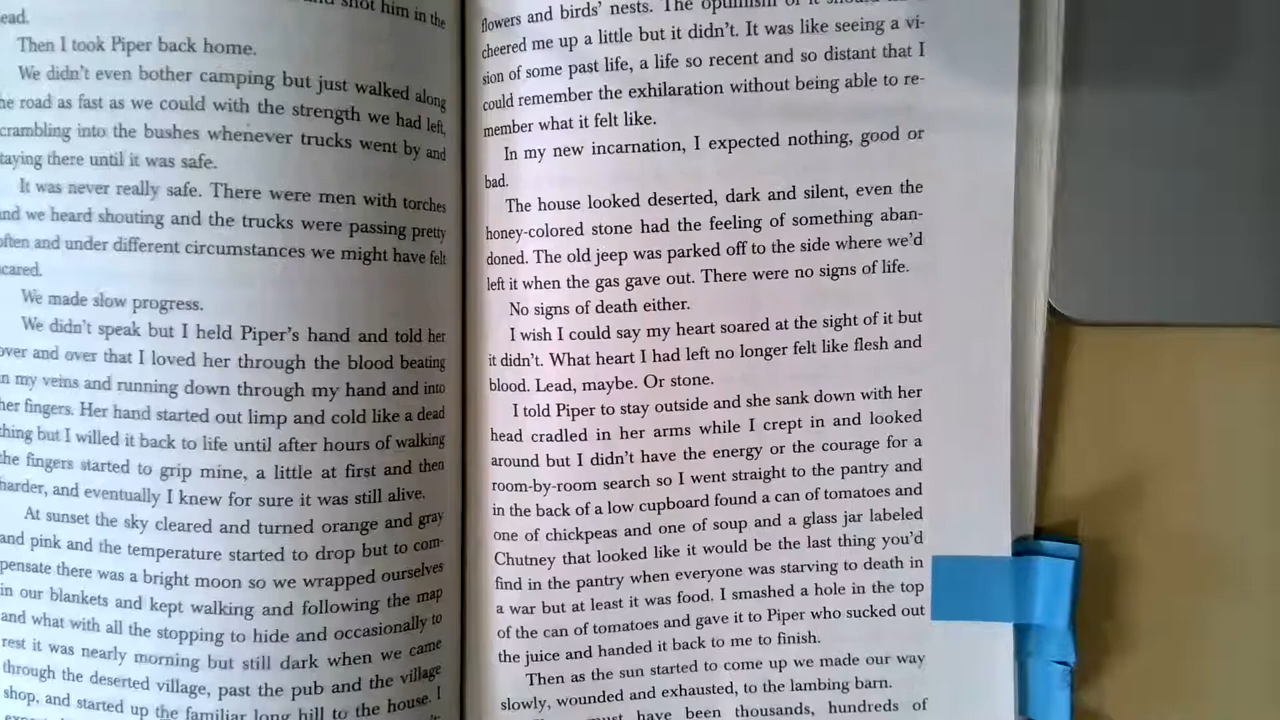 shot him in the
ead.
Then I took Piper back home.
We didn't even bother camping but just walked along
he road as fast as we could with the strength we had left,
crambling into the bushes whenever trucks went by and
taying there until it was safe.
It was never really safe. There were men with torches
and we heard shouting and the trucks were passing pretty
often and under different circumstances we might have felt
cared.
We made slow progress.
We didn't speak but I held Piper's hand and told her
over and over that I loved her through the blood beating
n my veins and running down through my hand and into
her fingers. Her hand started out limp and cold like a dead
thing but I willed it back to life until after hours of walking
the fingers started to grip mine, a little at first and then
harder, and eventually I knew for sure it was still alive.
At sunset the sky cleared and turned orange and gray
and pink and the temperature started to drop but to com-
pensate there was a bright moon so we wrapped ourselves
in our blankets and kept walking and following the map
and what with all the stopping to hide and occasionally to
rest it was nearly morning but still dark when we came
through the deserted village, past the pub and the village
shop, and started up the familiar long hill to the house. I
flowers and birds' nests. The optimism of it
cheered me up a little but it didn't. It was like seeing a vi-
sion of some past life, a life so recent and so distant that I
could remember the exhilaration without being able to re-
member what it felt like.
In my new incarnation, I expected nothing, good or
bad.
The house looked deserted, dark and silent, even the
honey-colored stone had the feeling of something aban-
doned. The old jeep was parked off to the side where we'd
left it when the gas gave out. There were no signs of life.
No signs of death either.
I wish I could say my heart soared at the sight of it but
it didn't. What heart I had left no longer felt like flesh and
blood. Lead, maybe. Or stone.
I told Piper to stay outside and she sank down with her
head cradled in her arms while I crept in and looked
around but I didn't have the energy or the courage for a
room-by-room search so I went straight to the pantry and
in the back of a low cupboard found a can of tomatoes and
one of chickpeas and one of soup and a glass jar labeled
Chutney that looked like it would be the last thing you'd
find in the pantry when everyone was starving to death in
a war but at least it was food. I smashed a hole in the top
of the can of tomatoes and gave it to Piper who sucked out
the juice and handed it back to me to finish.
Then as the sun started to come up we made our way
slowly, wounded and exhausted, to the lambing barn.
must have been thousands, hundreds of